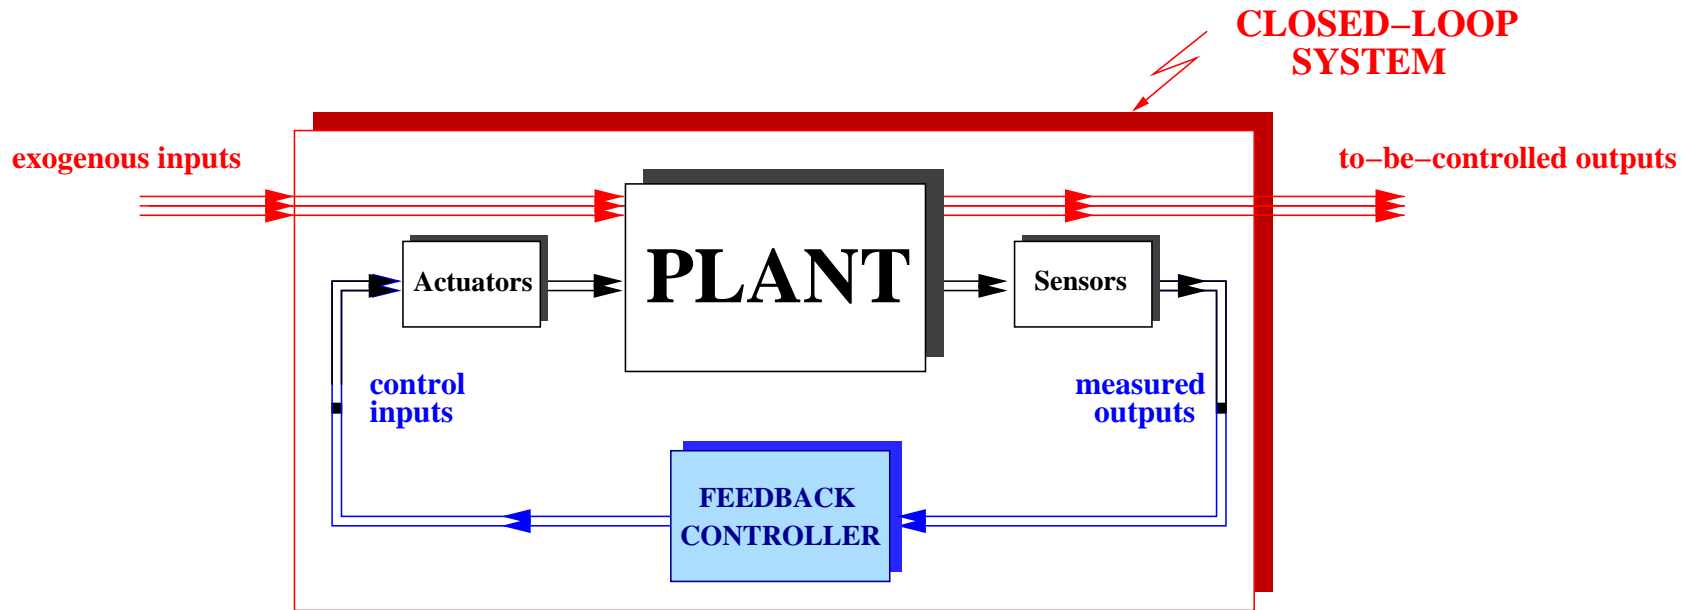 CLOSED–LOOP
SYSTEM
exogenous inputs
to–be–controlled outputs
PLANT
Actuators
Sensors
control
inputs
measured
outputs
FEEDBACK
CONTROLLER